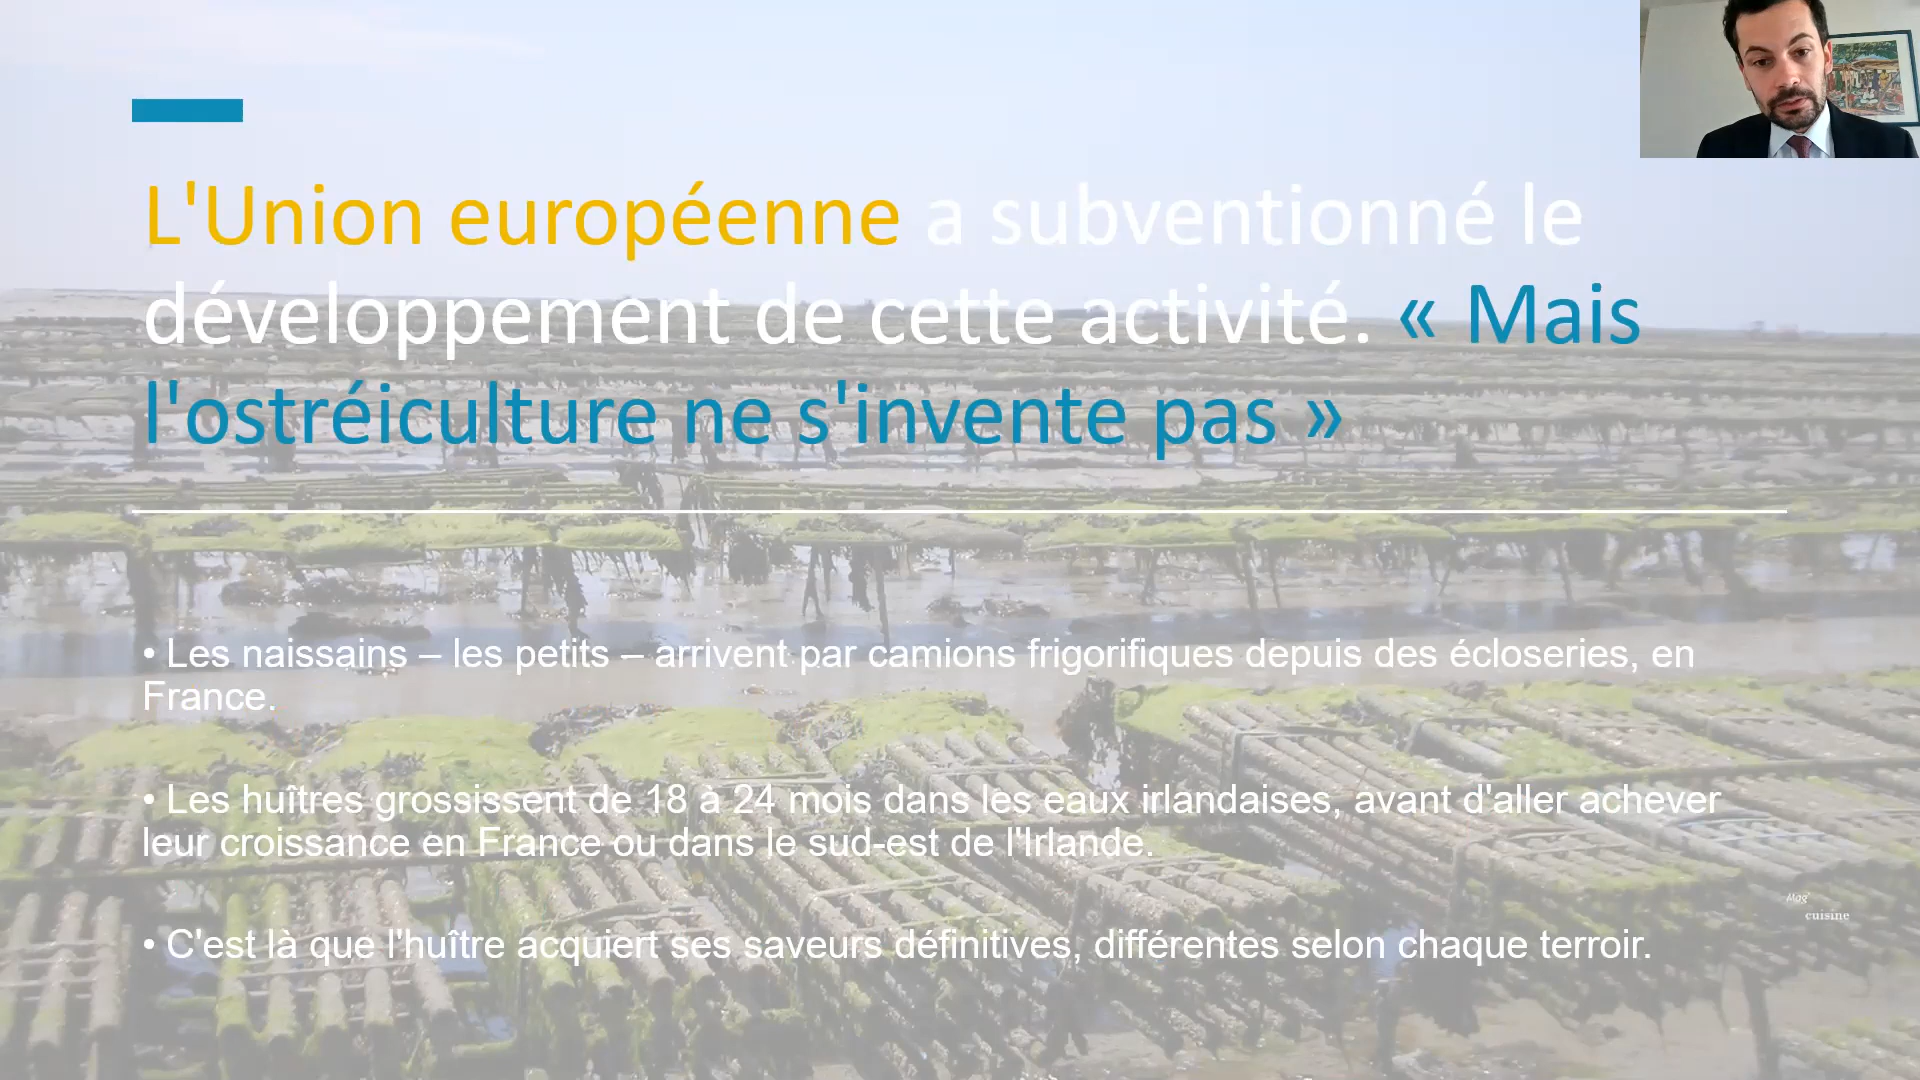 L'Union européenne a subventionné le
développement de cette activité. « Mais
l'ostréiculture ne s'invente pas »
• Les naissains – les petits – arrivent par camions frigorifiques depuis des écloseries, en
France.
• Les huîtres grossissent de 18 à 24 mois dans les eaux irlandaises, avant d'aller achever
leur croissance en France ou dans le sud-est de l'Irlande.
Mag'
cuisine
• C'est là que l'huître acquiert ses saveurs définitives, différentes selon chaque terroir.